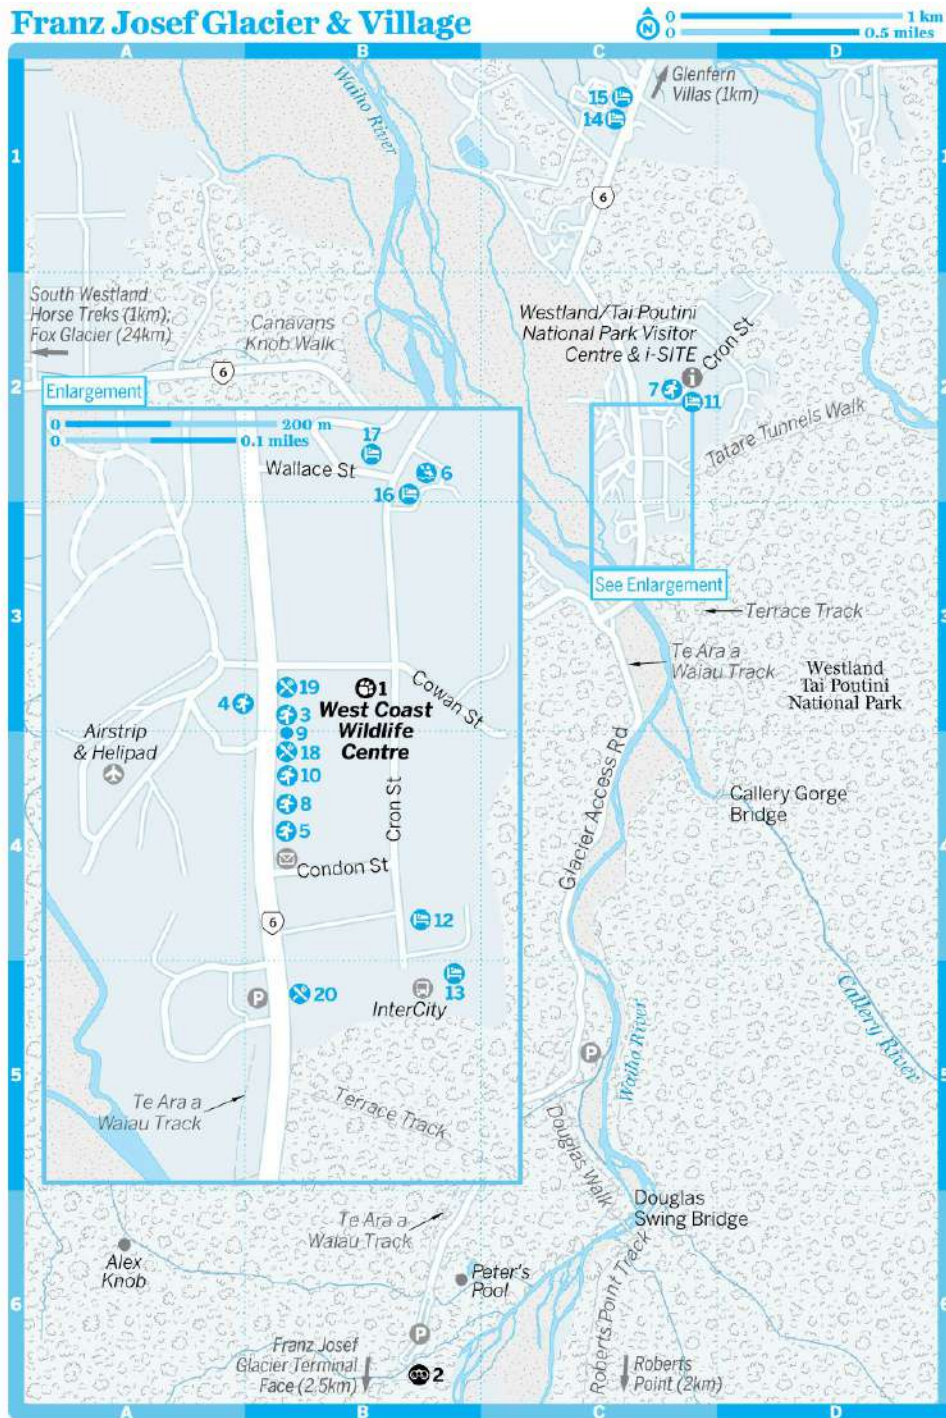 Franz Josef Glacier & Village
N
0
1 km
0
0.5 miles
A
B
C
D
Waiho River
15
14
Glenfern
Villas (1km)
1
1
6
South Westland
Horse Treks (1km);
Fox Glacier (24km)
Canavans
Knob Walk
Westland/Tai Poutini
National Park Visitor
Centre & i-SITE
Cron St
i
2
2
6
7
11
Enlargement
0
200 m
0
0.1 miles
17
Wallace St
6
16
Tatare Tunnels Walk
See Enlargement
3
3
Terrace Track
Te Ara a
Waiau Track
Westland
Tai Poutini
National Park
19
1
4
3
West Coast
Wildlife
Centre
Cowan St
9
18
Airstrip
& Helipad
10
8
5
Cron St
Condon St
Glacier Access Rd
Callery Gorge
Bridge
4
4
6
12
13
P
20
InterCity
Callery River
5
5
P
Waiho River
Te Ara a
Waiau Track
Terrace Track
Douglas Walk
Te Ara a
Waiau Track
Douglas
Swing Bridge
Alex
Knob
Peter's
Pool
6
6
Roberts Point Track
P
Franz Josef
Glacier Terminal
Face (2.5km)
2
Roberts
Point (2km)
A
B
C
D